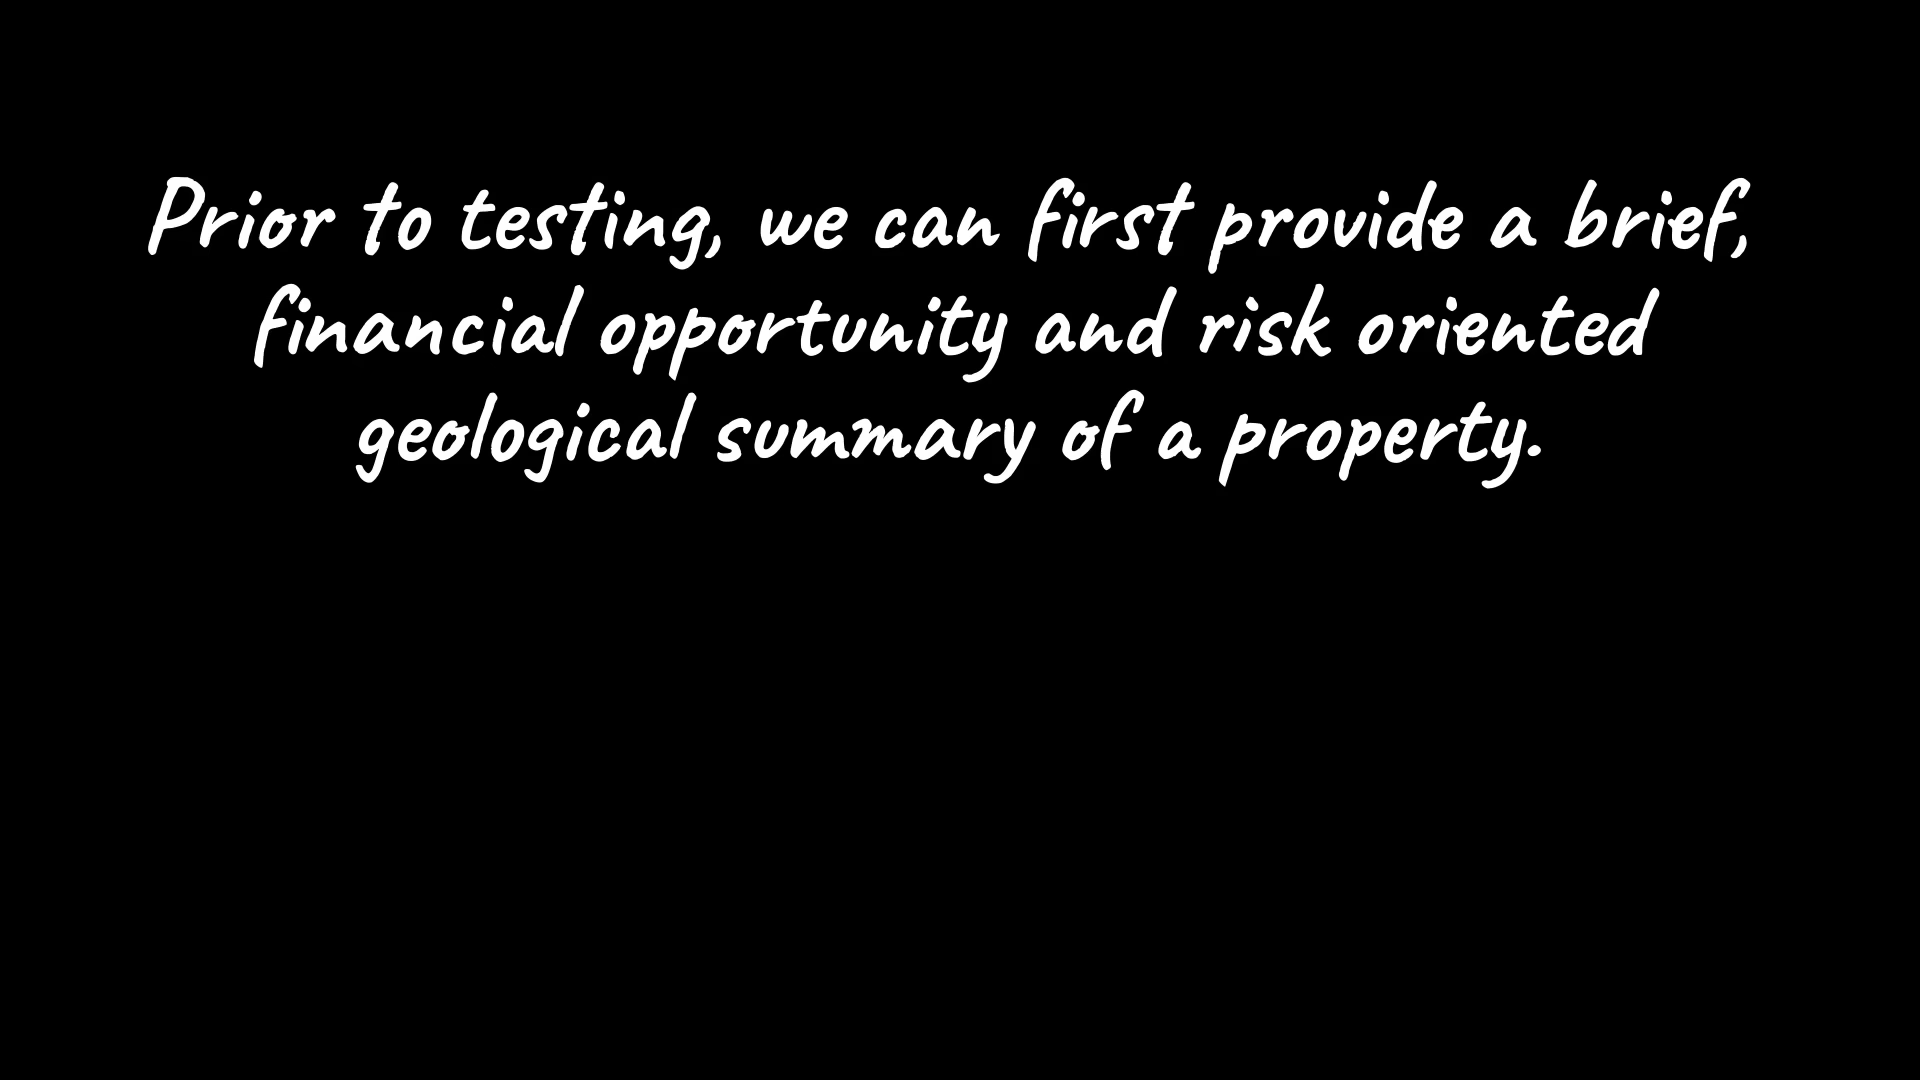 Prior to testing, we can first provide a brief,
financial opportunity and risk oriented
geological summary of a property.